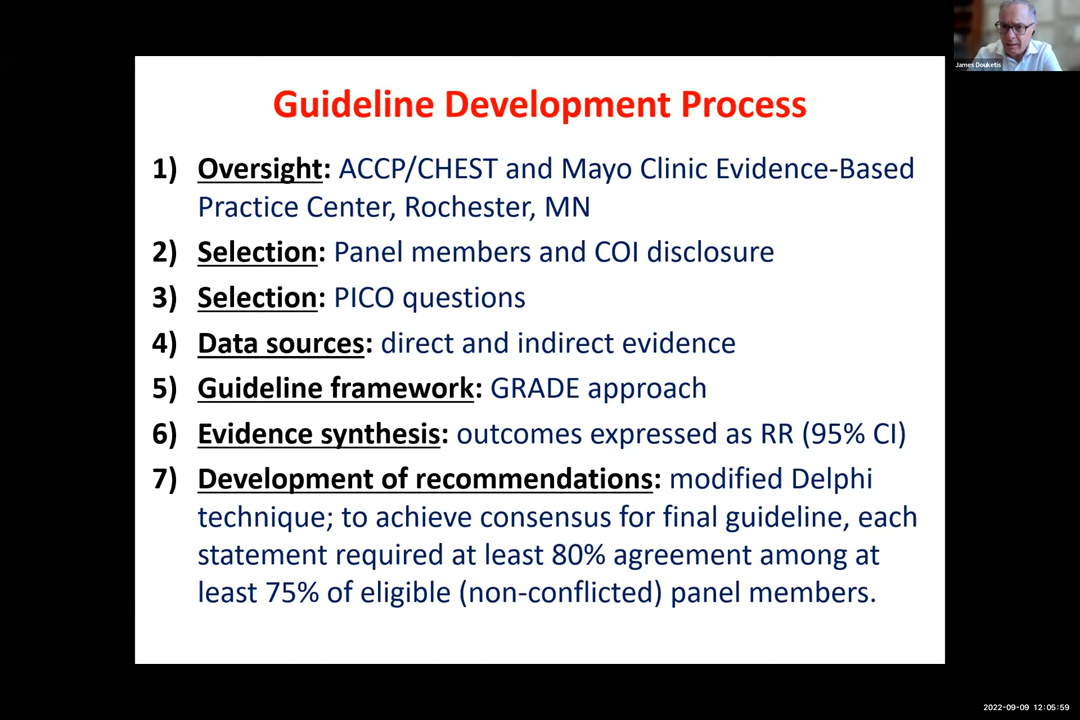 James Douketis
Guideline Development Process
1) Oversight: ACCP/CHEST and Mayo Clinic Evidence-Based
Practice Center, Rochester, MN
2) Selection: Panel members and COI disclosure
3) Selection: PICO questions
4) Data sources: direct and indirect evidence
5) Guideline framework: GRADE approach
6) Evidence synthesis: outcomes expressed as RR (95% CI)
7) Development of recommendations: modified Delphi
technique; to achieve consensus for final guideline, each
statement required at least 80% agreement among at
least 75% of eligible (non-conflicted) panel members.
2022-09-09 12:05:59